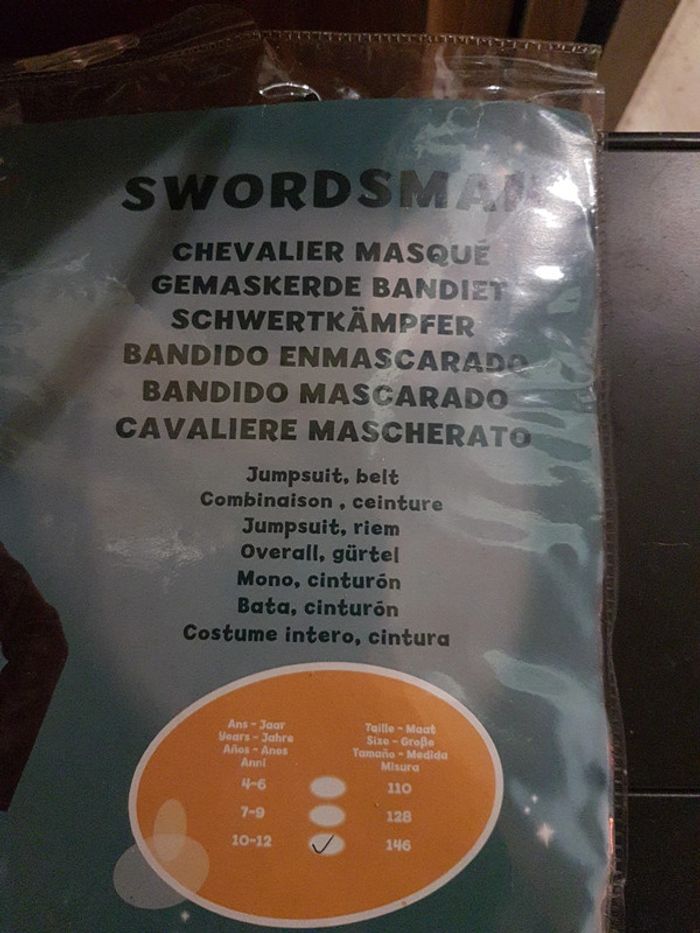 SWORDSMAN
CHEVALIER MASQUÉ
GEMASKERDE BANDIET
SCHWERTKÄMPFER
BANDIDO ENMASCARADO
BANDIDO MASCARADO
CAVALIERE MASCHERATO
Jumpsuit, belt
Combinaison , ceinture
Jumpsuit, riem
Overall, gürtel
Mono, cinturón
Bata, cinturón
Costume intero, cintura
Ans - Jaar
Years - Jahre
Años - Anos
Anni
Taille - Maat
Size - Große
Tamaño - Medida
Misura
4-6 110
7-9 128
10-12 ✓ 146